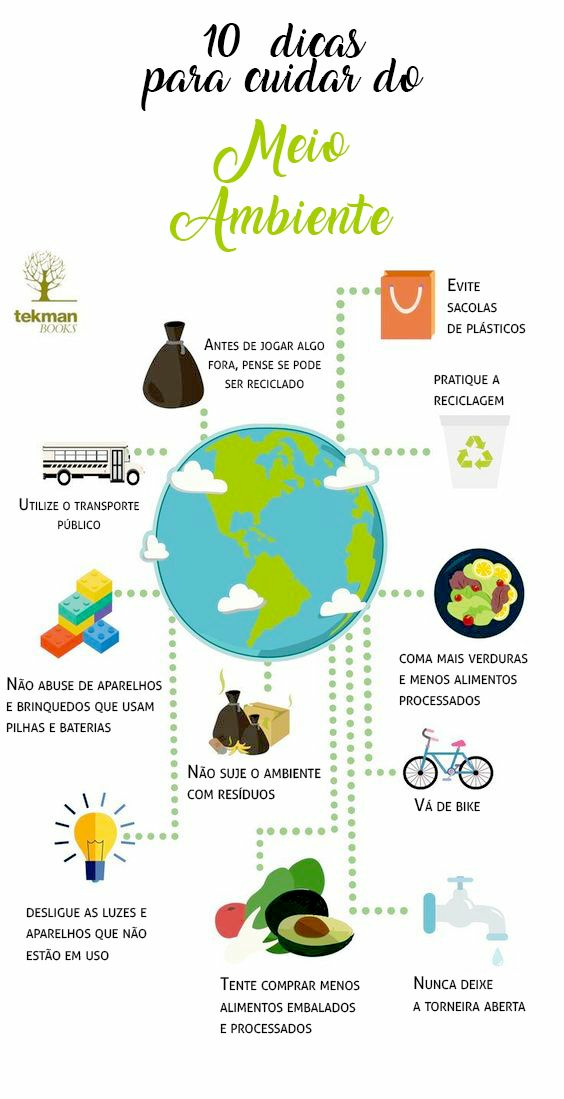 10 dicas
para cuidar do
Meio
Ambiente
tekman
BOOKS
Evite
sacolas
de plásticos
Antes de jogar algo
fora, pense se pode
ser reciclado
pratique a
reciclagem
Utilize o transporte
público
Não abuse de aparelhos
e brinquedos que usam
pilhas e baterias
coma mais verduras
e menos alimentos
processados
Não suje o ambiente
com resíduos
Vá de bike
desligue as luzes e
aparelhos que não
estão em uso
Tente comprar menos
alimentos embalados
e processados
Nunca deixe
a torneira aberta